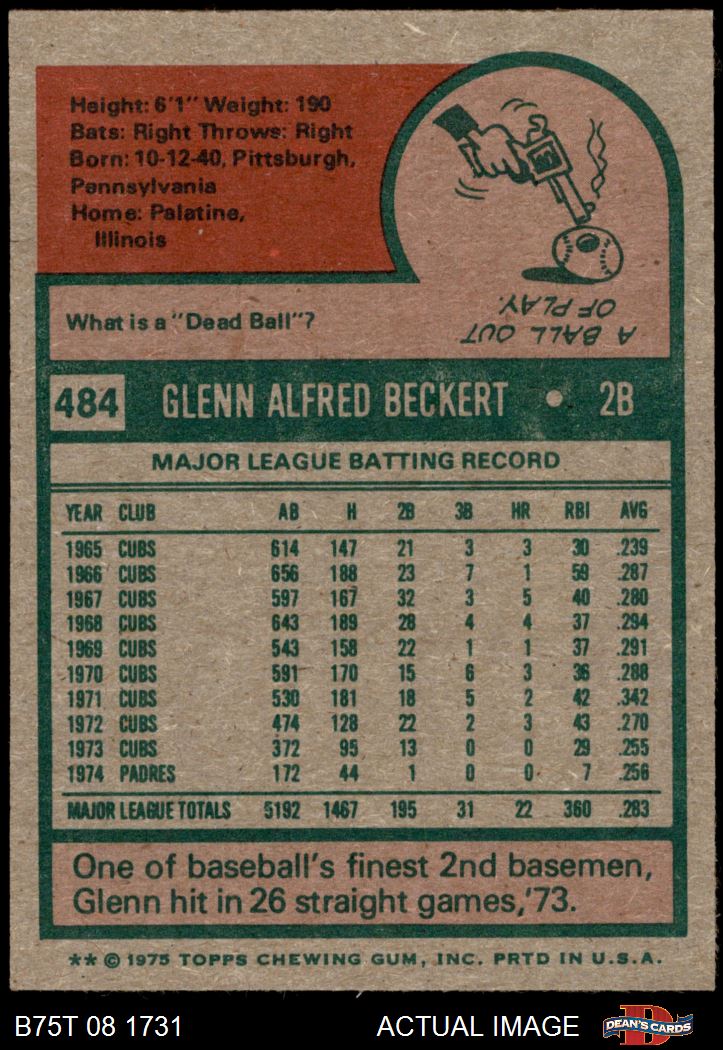 Height: 6'1" Weight: 190
Bats: Right Throws: Right
Born: 10-12-40, Pittsburgh,
Pennsylvania
Home: Palatine,
Illinois
What is a "Dead Ball"?
A BALL OUT
OF PLAY.
484 GLENN ALFRED BECKERT • 2B
MAJOR LEAGUE BATTING RECORD
YEAR CLUB AB H 2B 3B HR RBI AVG
1965 CUBS 614 147 21 3 3 30 .239
1966 CUBS 656 188 23 7 1 59 .287
1967 CUBS 597 167 32 3 5 40 .280
1968 CUBS 643 189 28 4 4 37 .294
1969 CUBS 543 158 22 1 1 37 .291
1970 CUBS 591 170 15 6 3 36 .288
1971 CUBS 530 181 18 5 2 42 .342
1972 CUBS 474 128 22 2 3 43 .270
1973 CUBS 372 95 13 0 0 29 .255
1974 PADRES 172 44 1 0 0 7 .256
MAJOR LEAGUE TOTALS 5192 1467 195 31 22 360 .283
One of baseball's finest 2nd basemen,
Glenn hit in 26 straight games,'73.
** © 1975 TOPPS CHEWING GUM, INC. PRTD IN U.S.A.
B75T 08 1731 ACTUAL IMAGE DEAN'S CARDS